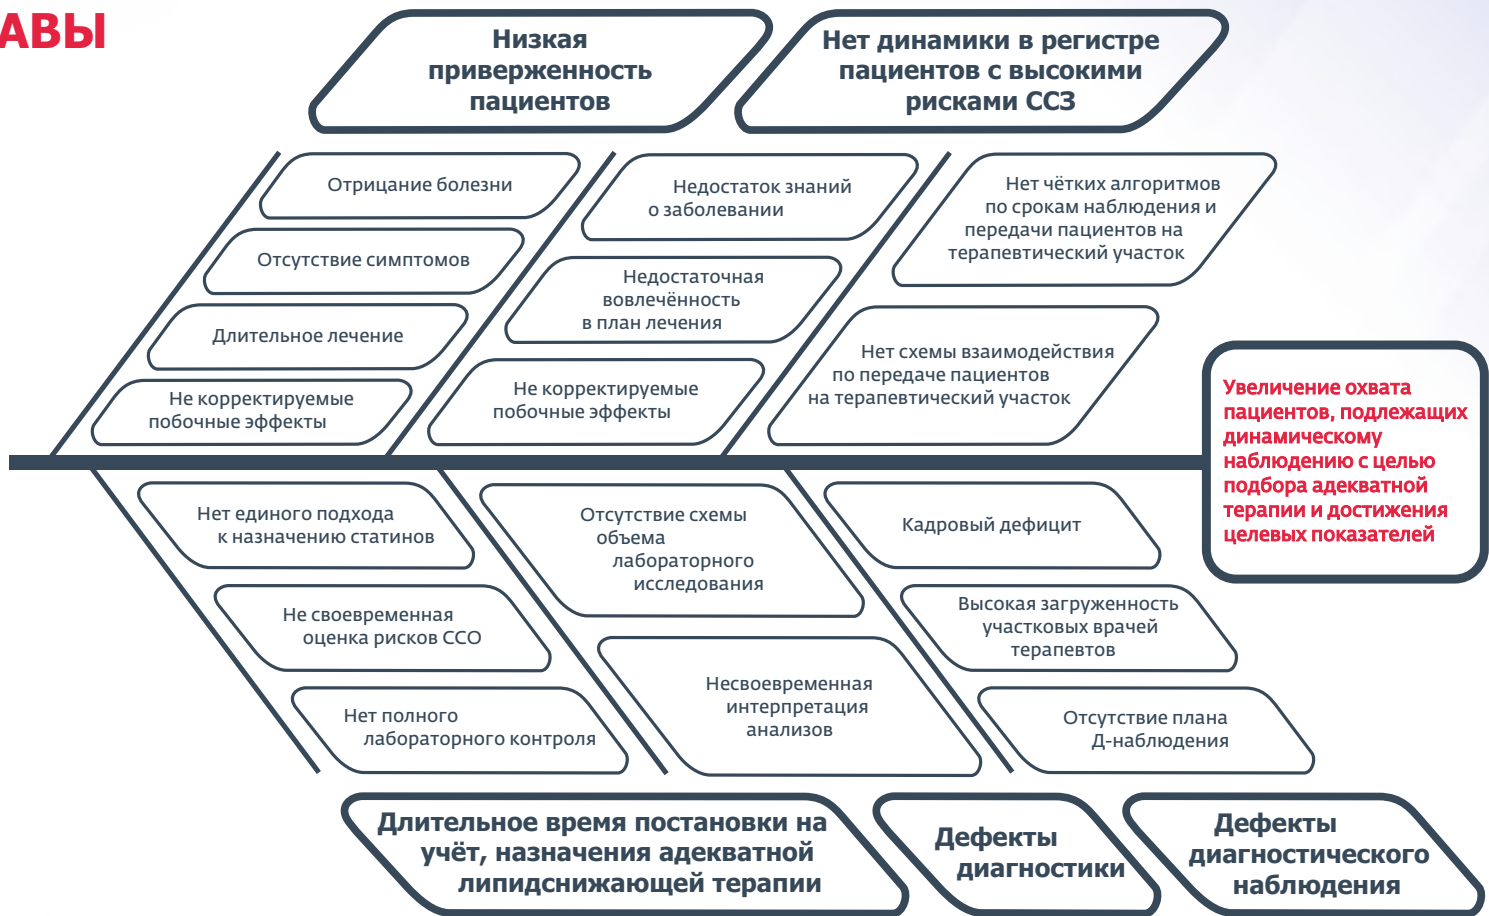 АВЫ
Низкая
приверженность
пациентов
Нет динамики в регистре
пациентов с высокими
рисками ССЗ
Отрицание болезни
Отсутствие симптомов
Длительное лечение
Не корректируемые
побочные эффекты
Недостаток знаний
о заболевании
Недостаточная
вовлечённость
в план лечения
Не корректируемые
побочные эффекты
Нет чётких алгоритмов
по срокам наблюдения и
передачи пациентов на
терапевтический участок
Нет схемы взаимодействия
по передаче пациентов
на терапевтический участок
Увеличение охвата
пациентов, подлежащих
динамическому
наблюдению с целью
подбора адекватной
терапии и достижения
целевых показателей
Нет единого подхода
к назначению статинов
Не своевременная
оценка рисков ССО
Нет полного
лабораторного контроля
Отсутствие схемы
объема
лабораторного
исследования
Несвоевременная
интерпретация
анализов
Кадровый дефицит
Высокая загруженность
участковых врачей
терапевтов
Отсутствие плана
Д-наблюдения
Длительное время постановки на
учёт, назначения адекватной
липидснижающей терапии
Дефекты
диагностики
Дефекты
диагностического
наблюдения